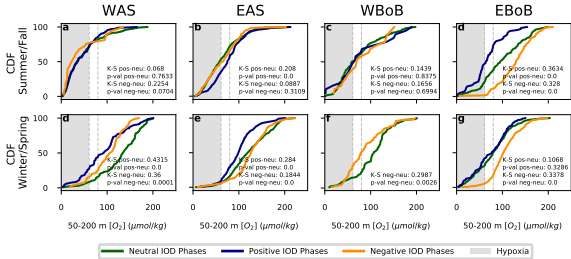 WAS EAS WBoB EBoB
CDF
Summer/Fall
100
50
0
a
K-S pos-neu: 0.068
p-val pos-neu: 0.7633
K-S neg-neu: 0.2254
p-val neg-neu: 0.0704
b
K-S pos-neu: 0.208
p-val pos-neu: 0.0
K-S neg-neu: 0.0887
p-val neg-neu: 0.3109
c
K-S pos-neu: 0.1439
p-val pos-neu: 0.8375
K-S neg-neu: 0.1656
p-val neg-neu: 0.6994
d
K-S pos-neu: 0.3634
p-val pos-neu: 0.0
K-S neg-neu: 0.328
p-val neg-neu: 0.0
CDF
Winter/Spring
100
50
0
d
K-S pos-neu: 0.4315
p-val pos-neu: 0.0
K-S neg-neu: 0.36
p-val neg-neu: 0.0001
e
K-S pos-neu: 0.284
p-val pos-neu: 0.0
K-S neg-neu: 0.1844
p-val neg-neu: 0.0
f
K-S neg-neu: 0.2987
p-val neg-neu: 0.0026
g
K-S pos-neu: 0.1068
p-val pos-neu: 0.3286
K-S neg-neu: 0.3378
p-val neg-neu: 0.0
0 100 200 0 100 200 0 100 200 0 100 200
50-200 m [O₂] (μmol/kg) 50-200 m [O₂] (μmol/kg) 50-200 m [O₂] (μmol/kg) 50-200 m [O₂] (μmol/kg)
Neutral IOD Phases Positive IOD Phases Negative IOD Phases Hypoxia